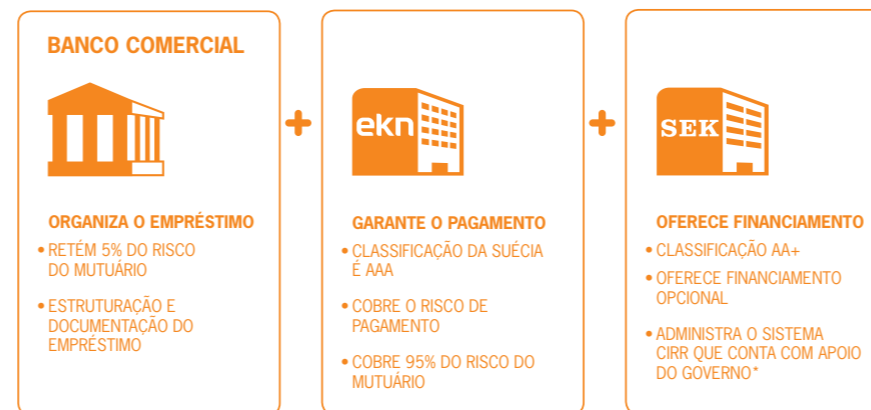 BANCO COMERCIAL
ORGANIZA O EMPRÉSTIMO
• RETÉM 5% DO RISCO
DO MUTUÁRIO
• ESTRUTURAÇÃO E
DOCUMENTAÇÃO DO
EMPRÉSTIMO
+
ekn
GARANTE O PAGAMENTO
• CLASSIFICAÇÃO DA SUÉCIA
É AAA
• COBRE O RISCO DE
PAGAMENTO
• COBRE 95% DO RISCO DO
MUTUÁRIO
+
SEK
OFERECE FINANCIAMENTO
• CLASSIFICAÇÃO AA+
• OFERECE FINANCIAMENTO
OPCIONAL
• ADMINISTRA O SISTEMA
CIRR QUE CONTA COM APOIO
DO GOVERNO*